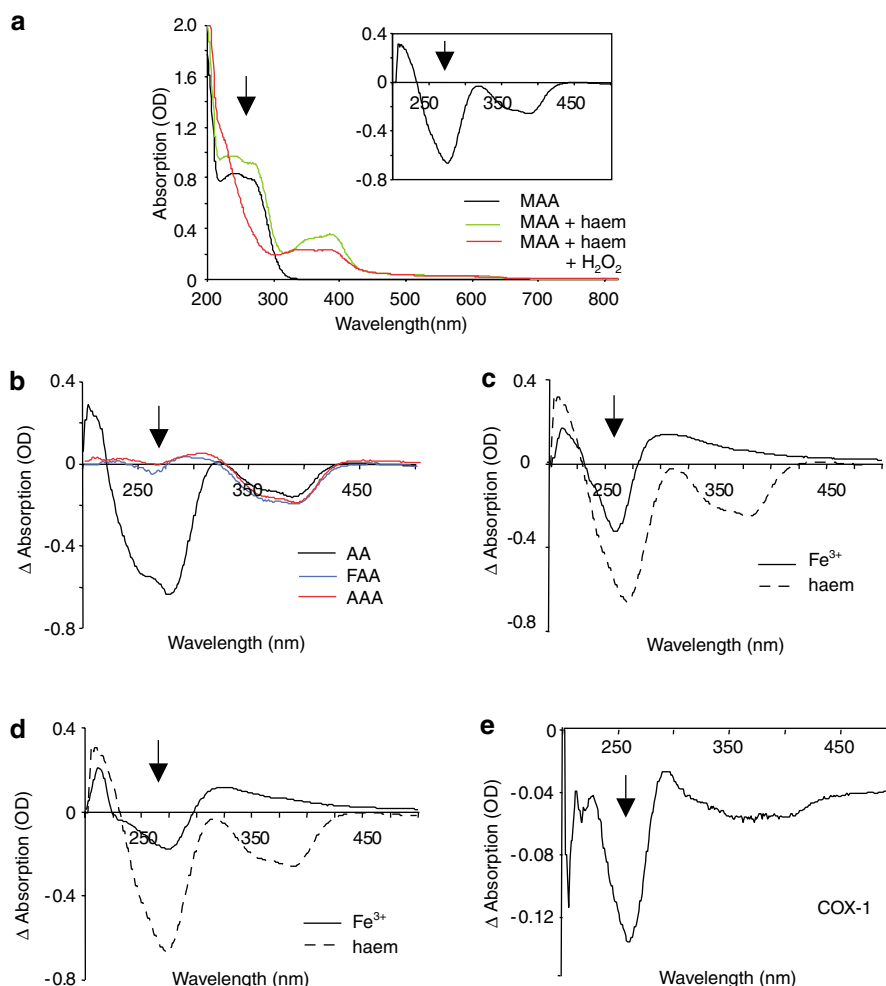 a
2.0
1.6
1.2
0.8
0.4
0
200 300 400 500 600 700 800
Absorption (OD)
Wavelength(nm)
0.4
0
-0.4
-0.8
250 350 450
MAA
MAA + haem
MAA + haem
+ H₂O₂
b
0.4
0
-0.4
-0.8
250 350 450
Δ Absorption (OD)
AA
FAA
AAA
Wavelength (nm)
c
0.4
0
-0.4
-0.8
250 350 450
Δ Absorption (OD)
Fe³⁺
haem
Wavelength (nm)
d
0.4
0
-0.4
-0.8
250 350 450
Δ Absorption (OD)
Fe³⁺
haem
Wavelength (nm)
e
0
-0.04
-0.08
-0.12
250 350 450
Δ Absorption (OD)
COX-1
Wavelength (nm)